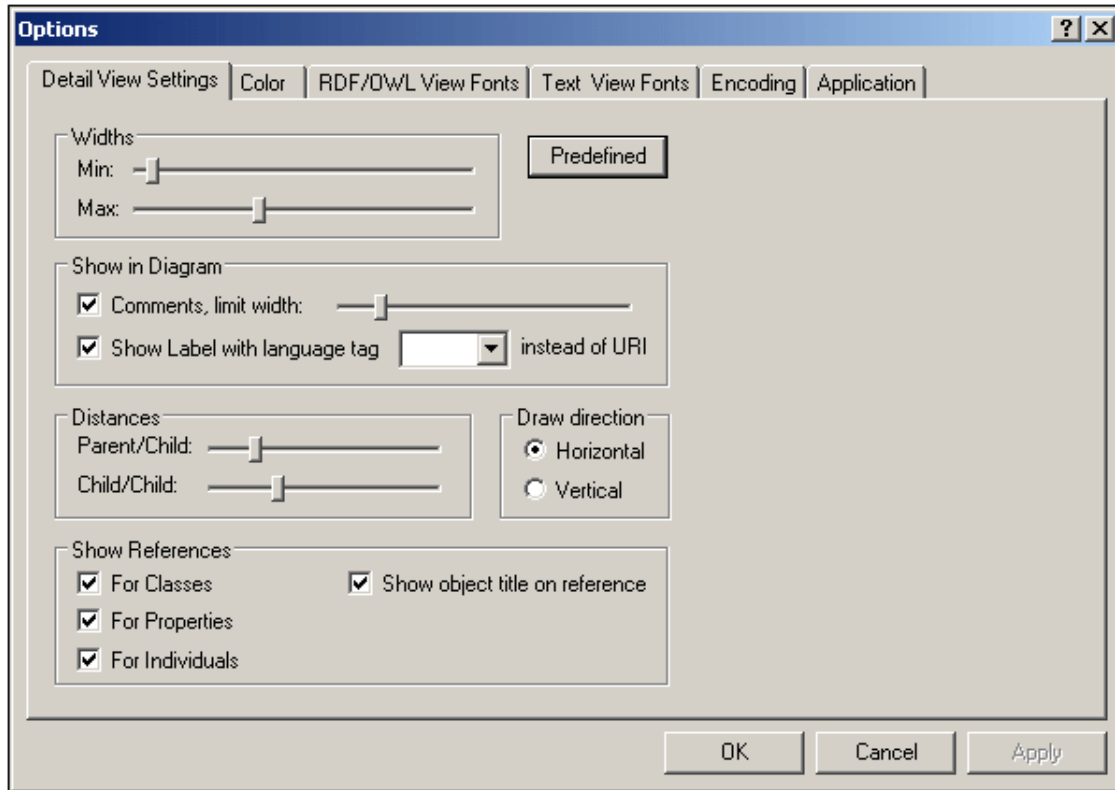 Options
Detail View Settings Color RDF/OWL View Fonts Text View Fonts Encoding Application
Widths
Min:
Max:
Predefined
Show in Diagram
Comments, limit width:
Show Label with language tag instead of URI
Distances
Parent/Child:
Child/Child:
Draw direction
Horizontal
Vertical
Show References
For Classes Show object title on reference
For Properties
For Individuals
OK Cancel Apply